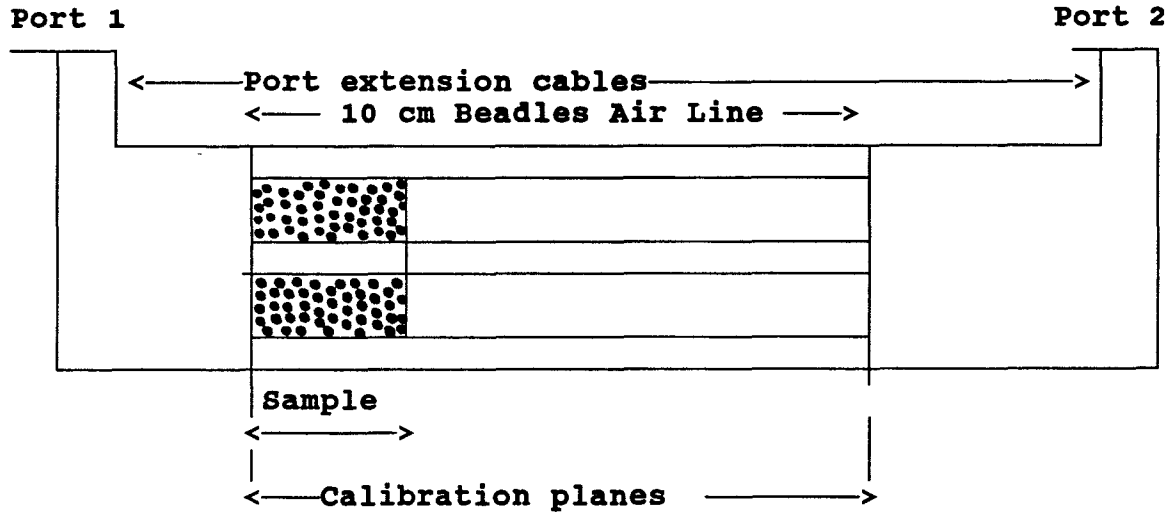 Port 1
Port 2
Port extension cables
10 cm Beadles Air Line
Sample
Calibration planes